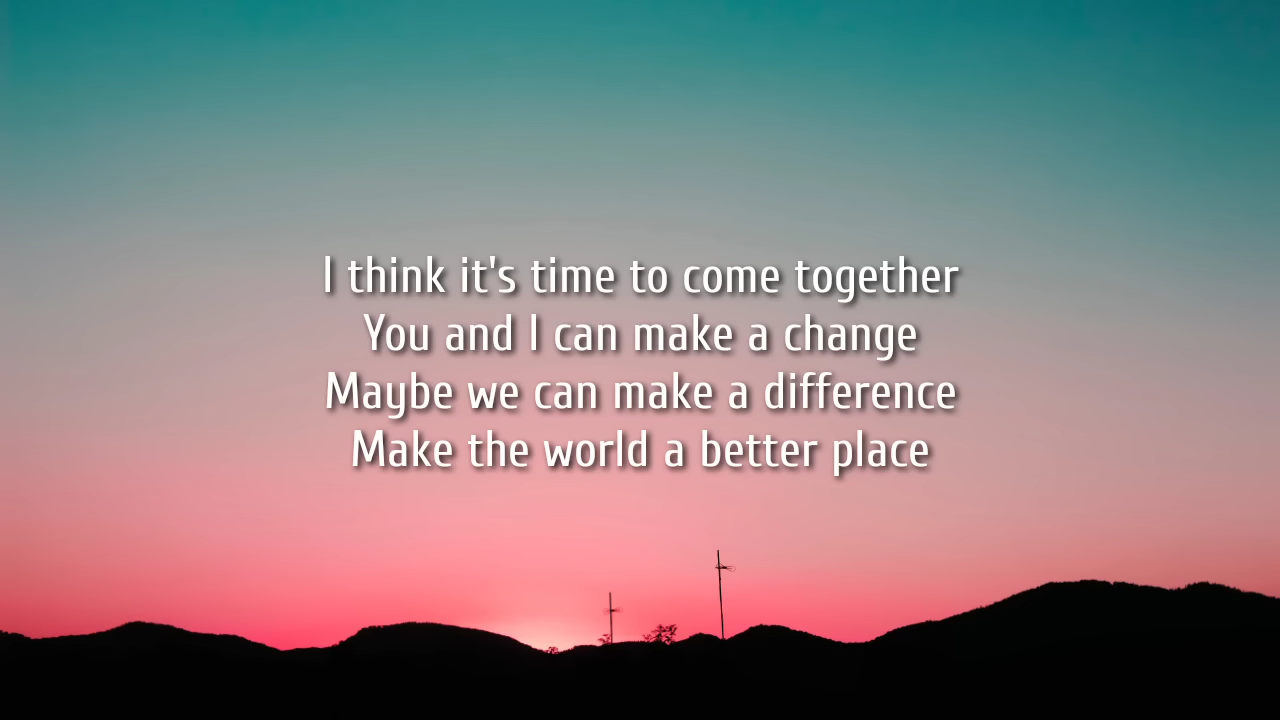 I think it's time to come together
You and I can make a change
Maybe we can make a difference
Make the world a better place